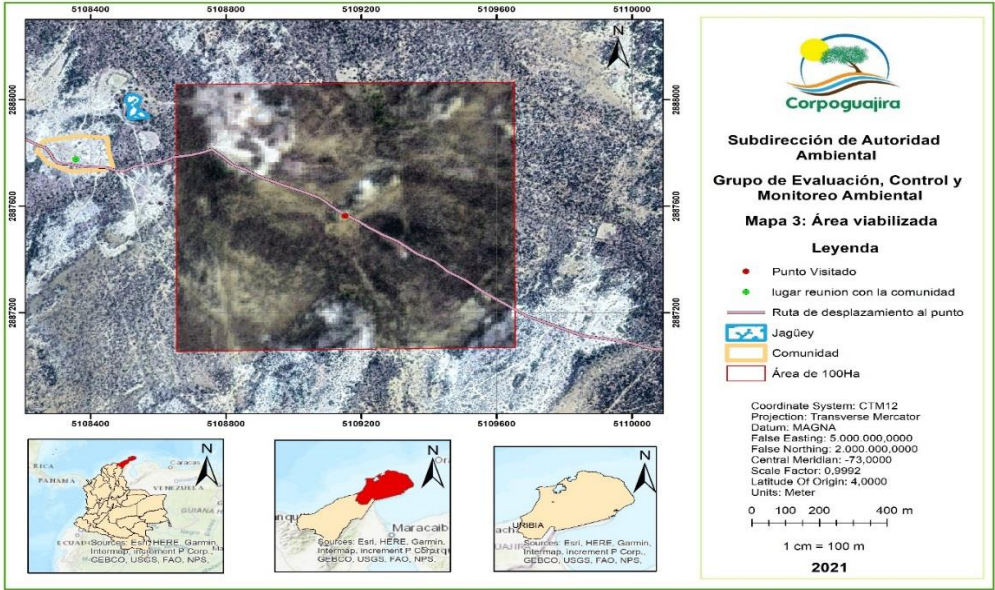 5108400 5108800 5109200 5109600 5110000
2888000
2887600
2887200
2888000
2887600
2887200
N
5108400 5108800 5109200 5109600 5110000
Corpoguajira
Subdirección de Autoridad
Ambiental
Grupo de Evaluación, Control y
Monitoreo Ambiental
Mapa 3: Área viabilizada
Leyenda
Punto Visitado
lugar reunion con la comunidad
Ruta de desplazamiento al punto
Jagüey
Comunidad
Área de 100Ha
Coordinate System: CTM12
Projection: Transverse Mercator
Datum: MAGNA
False Easting: 5.000.000,0000
False Northing: 2.000.000,0000
Central Meridian: -73,0000
Scale Factor: 0,9992
Latitude Of Origin: 4,0000
Units: Meter
0 100 200 400 m
1 cm = 100 m
2021
N
RICA
PANAMA
Caracas
VENEZUELA
GUIANA
ECUAD
Sources: Esri, HERE, Garmin,
Intermap, increment P Corp.,
GEBCO, USGS, FAO, NPS,
N
Maracaib
Sources: Esri, HERE, Garmin,
Intermap, increment P Corp.,
GEBCO, USGS, FAO, NPS,
N
URIBIA
Sources: Esri, HERE, Garmin,
Intermap, increment P Corp.,
GEBCO, USGS, FAO, NPS,